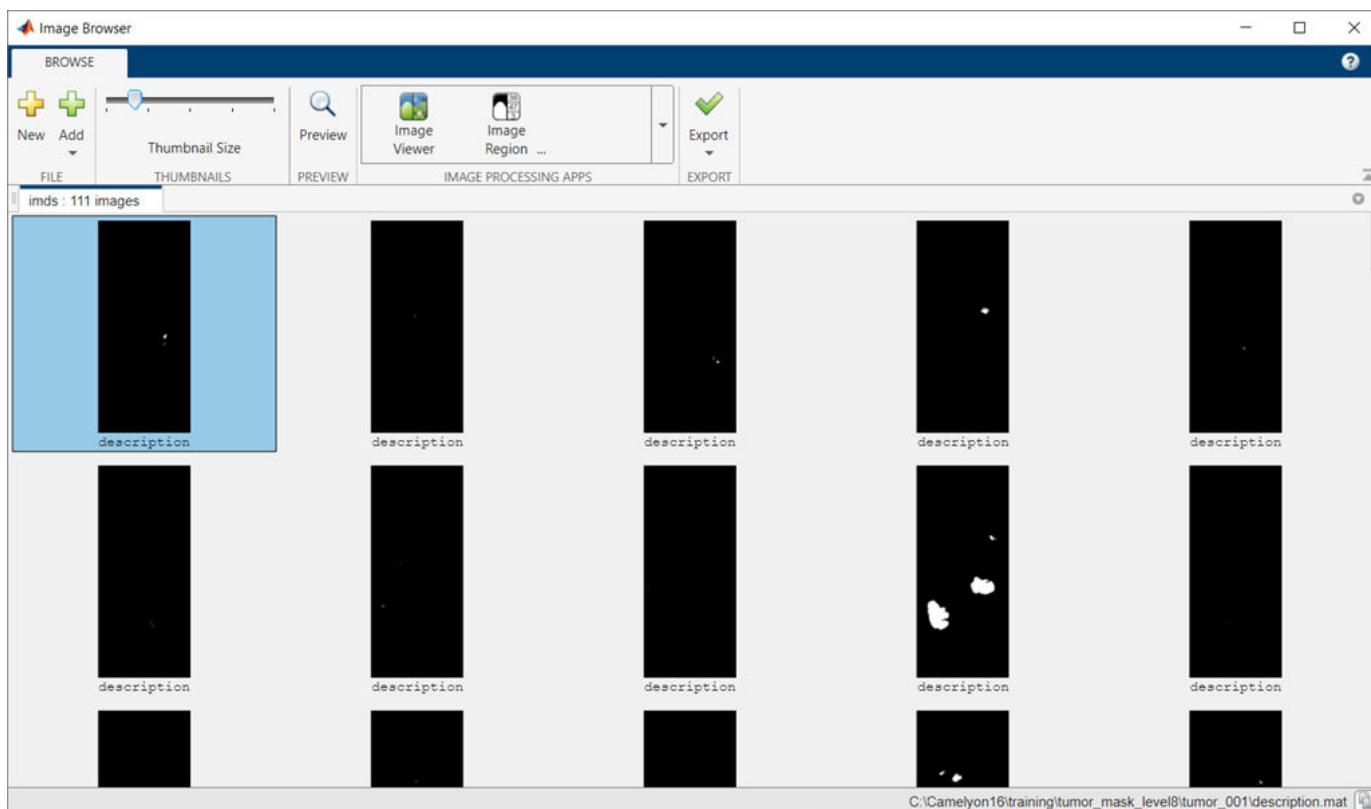 Image Browser
BROWSE
New Add
Thumbnail Size
Preview
Image Viewer
Image Region ...
Export
FILE THUMBNAILS PREVIEW IMAGE PROCESSING APPS EXPORT
imds : 111 images
description description description description description
description description description description description
C:\Camelyon16\training\tumor_mask_level8\tumor_001\description.mat